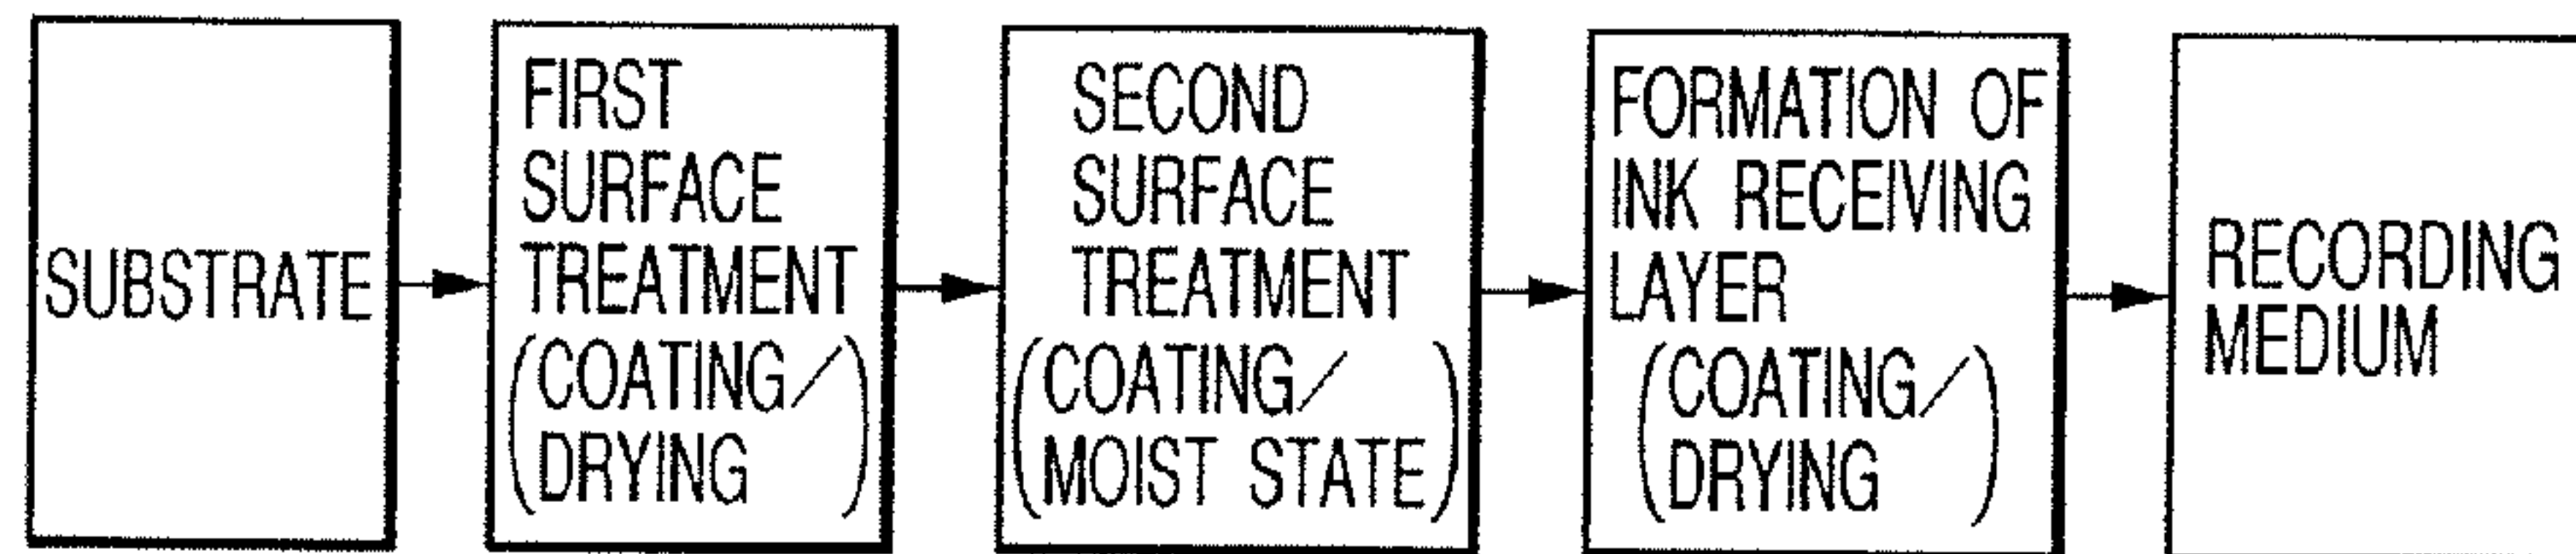 SUBSTRATE
FIRST
SURFACE
TREATMENT
(COATING/
DRYING)
SECOND
SURFACE
TREATMENT
(COATING/
MOIST STATE)
FORMATION OF
INK RECEIVING
LAYER
(COATING/
DRYING)
RECORDING
MEDIUM